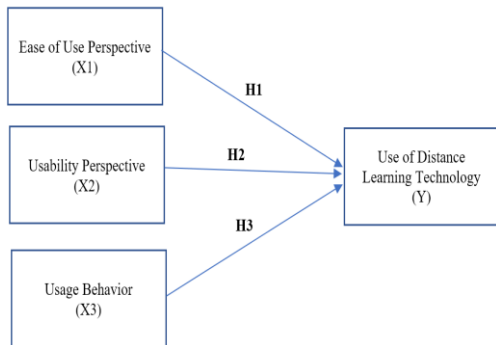 Ease of Use Perspective
(X1)
H1
Usability Perspective
(X2)
H2
Use of Distance
Learning Technology
(Y)
H3
Usage Behavior
(X3)